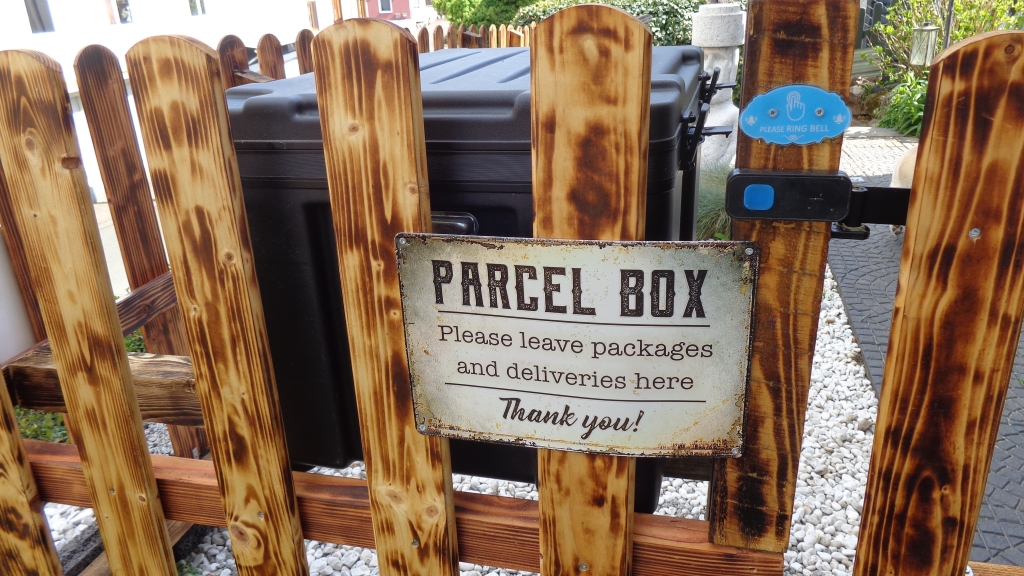 PLEASE RING BELL
PARCEL BOX
Please leave packages
and deliveries here
Thank you!